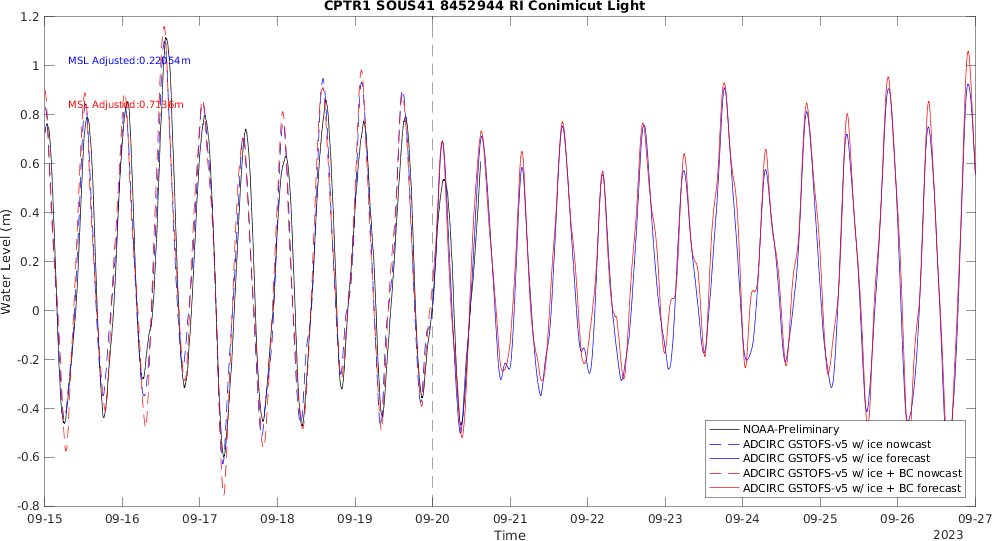 CPTR1 SOUS41 8452944 RI Conimicut Light
1.2
1
0.8
0.6
0.4
0.2
0
-0.2
-0.4
-0.6
-0.8
Water Level (m)
MSL Adjusted:0.22054m
MSL Adjusted:0.7136m
NOAA-Preliminary
ADCIRC GSTOFS-v5 w/ ice nowcast
ADCIRC GSTOFS-v5 w/ ice forecast
ADCIRC GSTOFS-v5 w/ ice + BC nowcast
ADCIRC GSTOFS-v5 w/ ice + BC forecast
09-15 09-16 09-17 09-18 09-19 09-20 09-21 09-22 09-23 09-24 09-25 09-26 09-27
Time
2023